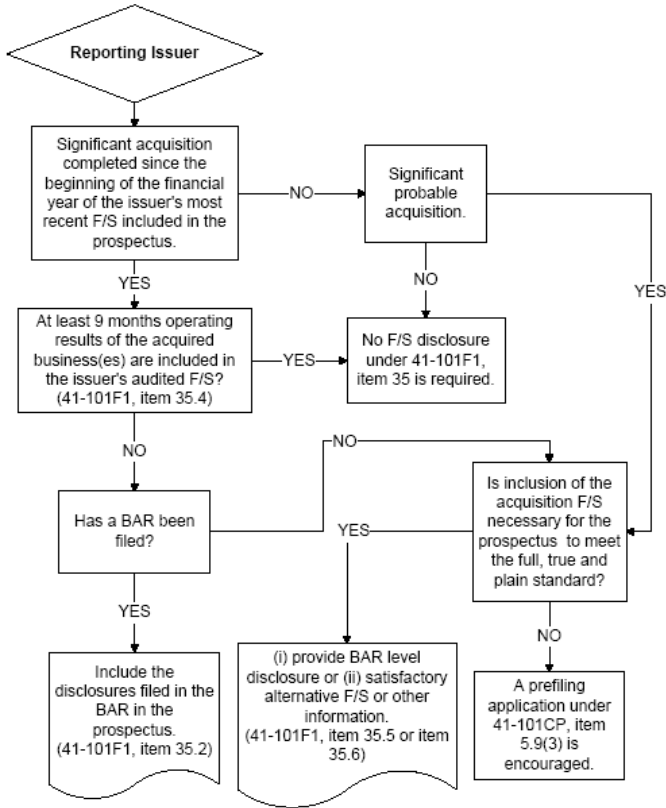 Reporting Issuer
Significant acquisition
completed since the
beginning of the financial
year of the issuer's most
recent F/S included in the
prospectus.
NO
Significant
probable
acquisition.
YES
NO
YES
At least 9 months operating
results of the acquired
business(es) are included in
the issuer's audited F/S?
(41-101F1, item 35.4)
YES
No F/S disclosure
under 41-101F1,
item 35 is required.
NO
NO
Has a BAR been
filed?
YES
Is inclusion of the
acquisition F/S
necessary for the
prospectus to meet
the full, true and
plain standard?
YES
NO
Include the
disclosures filed in the
BAR in the
prospectus.
(41-101F1, item 35.2)
(i) provide BAR level
disclosure or (ii) satisfactory
alternative F/S or other
information.
(41-101F1, item 35.5 or item
35.6)
A prefiling
application under
41-101CP, item
5.9(3) is
encouraged.